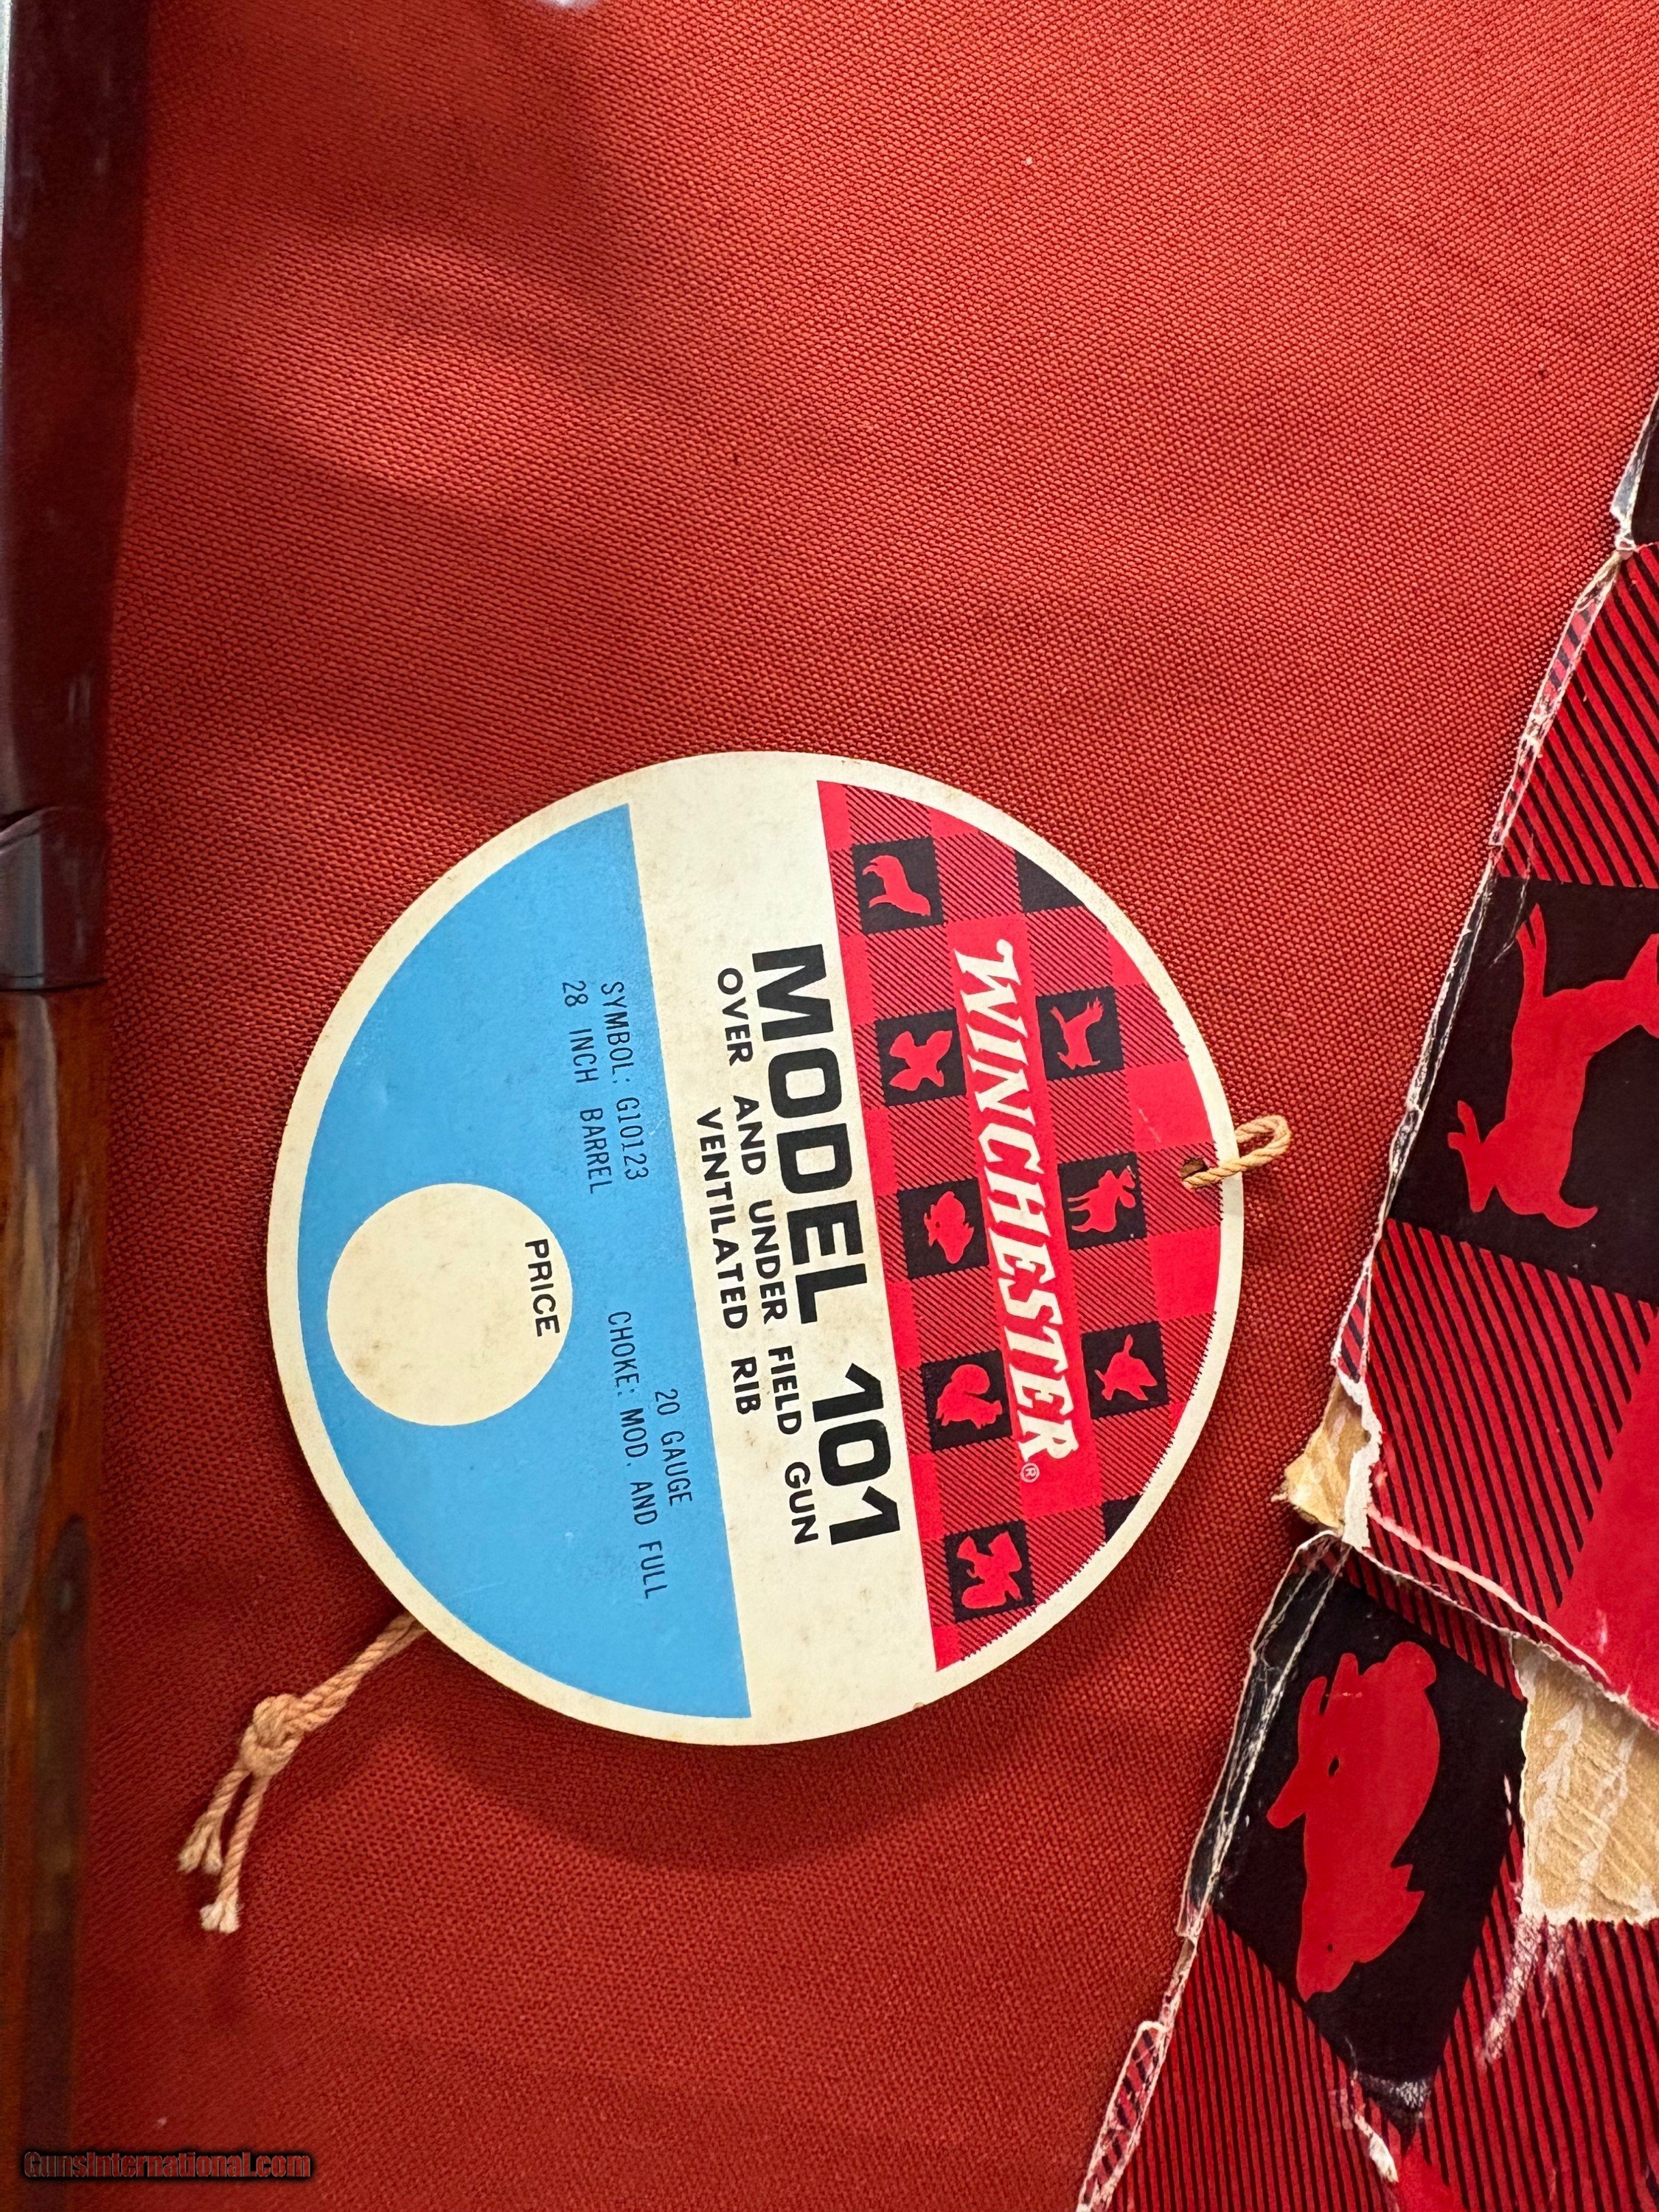 WINCHESTER®
MODEL 101
OVER AND UNDER FIELD GUN
VENTILATED RIB
20 GAUGE
SYMBOL: G10123 CHOKE: MOD. AND FULL
28 INCH BARREL
PRICE
GunsInternational.com